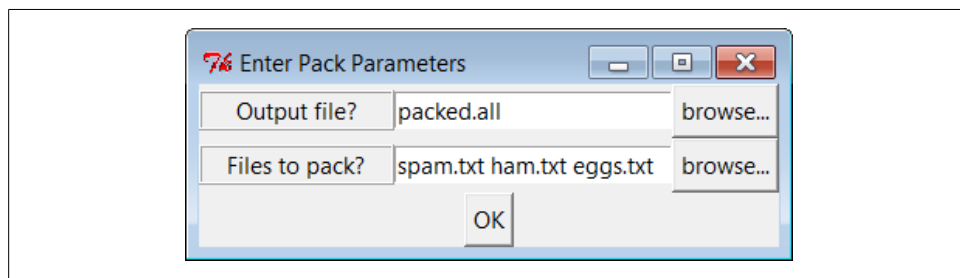 Enter Pack Parameters
Output file? packed.all browse...
Files to pack? spam.txt ham.txt eggs.txt browse...
OK